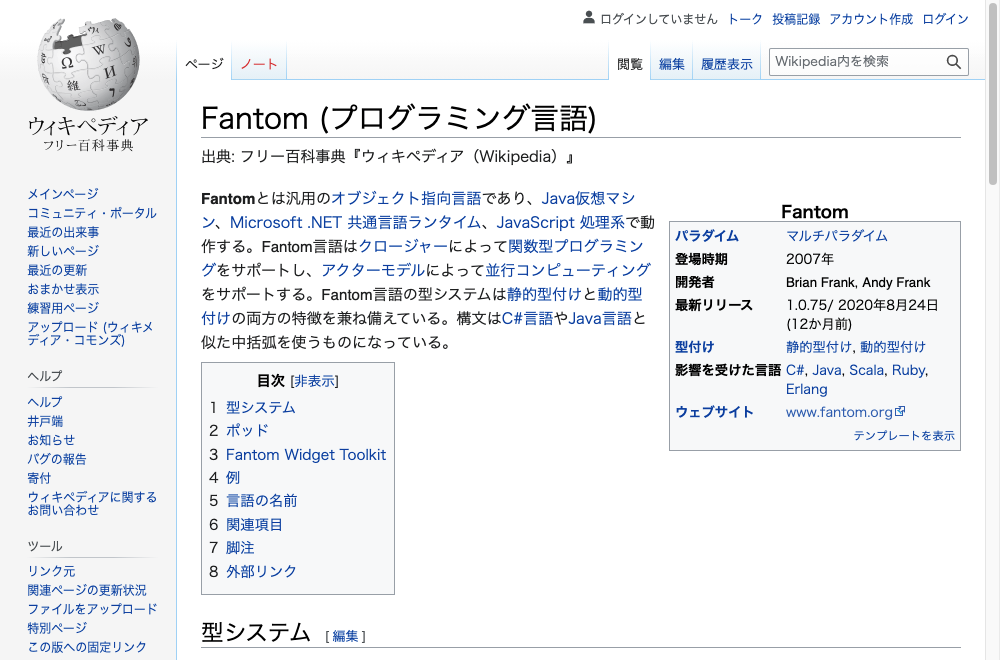 ログインしていません トーク 投稿記録 アカウント作成 ログイン
ページ ノート 閲覧 編集 履歴表示 Wikipedia内を検索
ウィキペディア
フリー百科事典
メインページ
コミュニティ・ポータル
最近の出来事
新しいページ
最近の更新
おまかせ表示
練習用ページ
アップロード (ウィキメ
ディア・コモンズ)
ヘルプ
ヘルプ
井戸端
お知らせ
バグの報告
寄付
ウィキペディアに関する
お問い合わせ
ツール
リンク元
関連ページの更新状況
ファイルをアップロード
特別ページ
この版への固定リンク
Fantom (プログラミング言語)
出典: フリー百科事典『ウィキペディア（Wikipedia）』
Fantomとは汎用のオブジェクト指向言語であり、Java仮想マシ
ン、Microsoft .NET 共通言語ランタイム、JavaScript 処理系で動
作する。Fantom言語はクロージャーによって関数型プログラミン
グをサポートし、アクターモデルによって並行コンピューティング
をサポートする。Fantom言語の型システムは静的型付けと動的型
付けの両方の特徴を兼ね備えている。構文はC#言語やJava言語と
似た中括弧を使うものになっている。
Fantom
パラダイム マルチパラダイム
登場時期 2007年
開発者 Brian Frank, Andy Frank
最新リリース 1.0.75/ 2020年8月24日
(12か月前)
型付け 静的型付け, 動的型付け
影響を受けた言語 C#, Java, Scala, Ruby,
Erlang
ウェブサイト www.fantom.org
テンプレートを表示
目次 [非表示]
1 型システム
2 ポッド
3 Fantom Widget Toolkit
4 例
5 言語の名前
6 関連項目
7 脚注
8 外部リンク
型システム [ 編集 ]